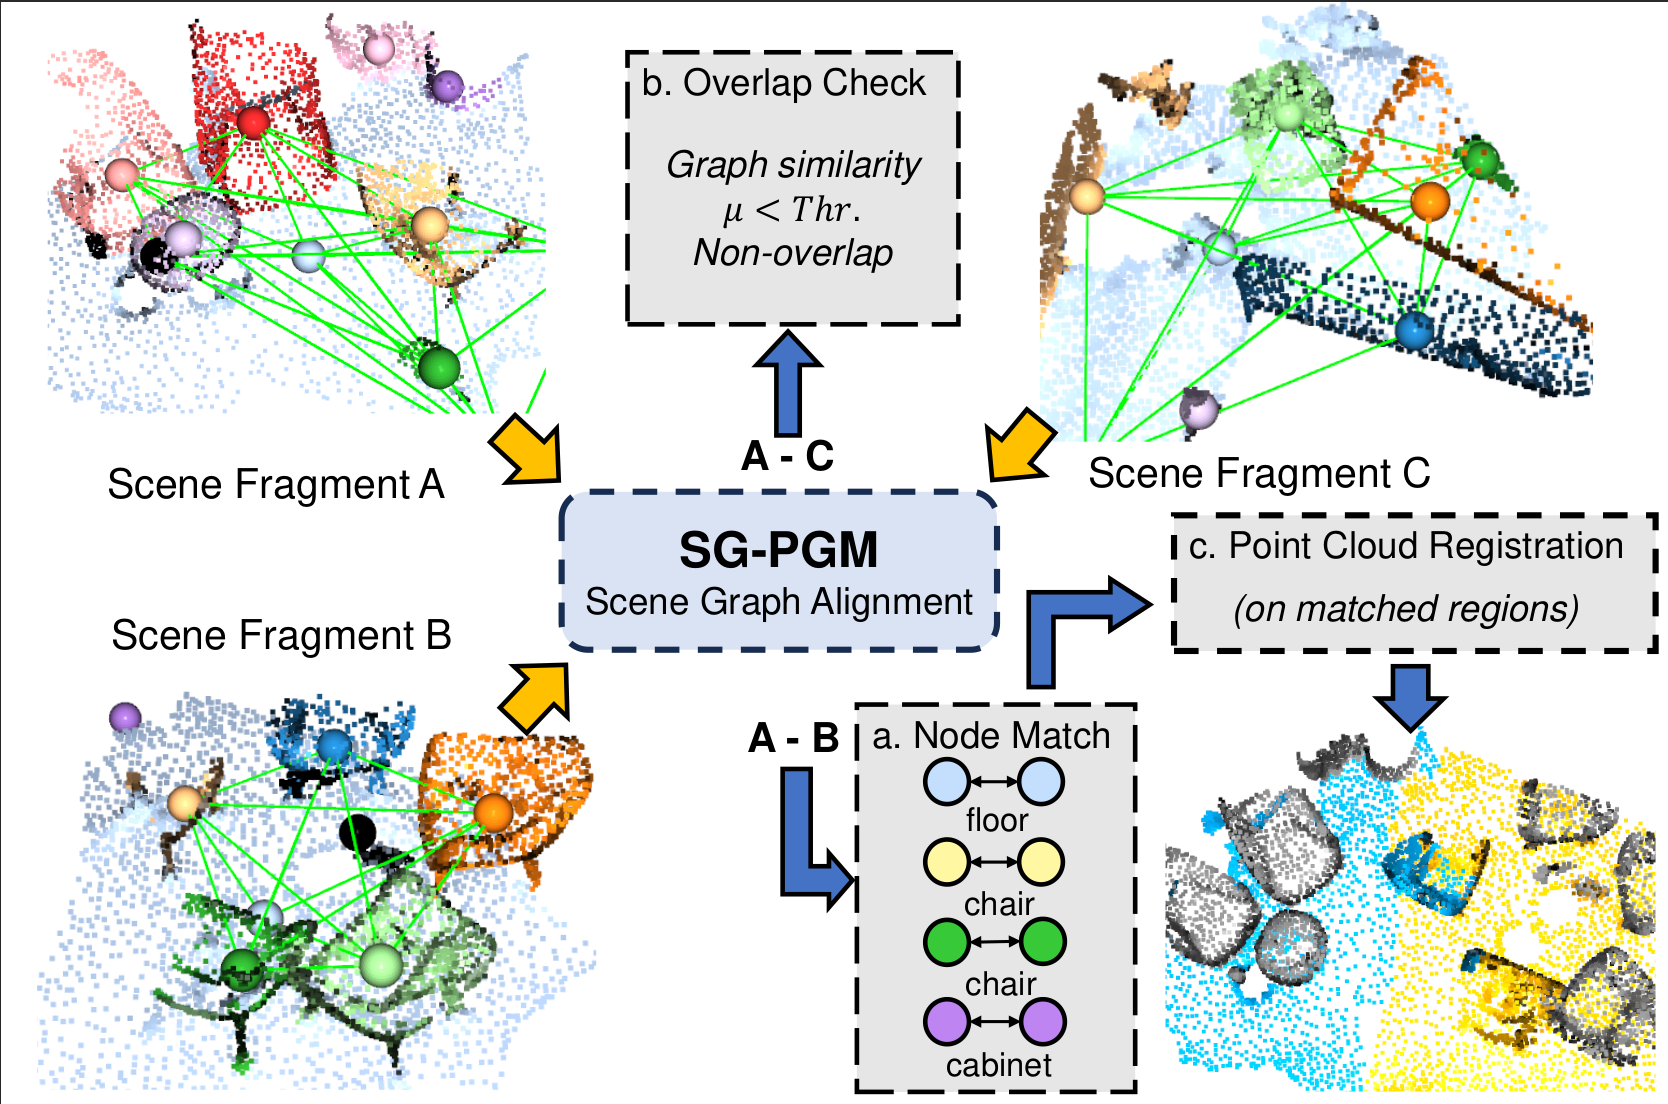 b. Overlap Check
Graph similarity
μ < Thr.
Non-overlap
A - C
Scene Fragment A
Scene Fragment C
SG-PGM
Scene Graph Alignment
c. Point Cloud Registration
(on matched regions)
Scene Fragment B
A - B
a. Node Match
floor
chair
chair
cabinet